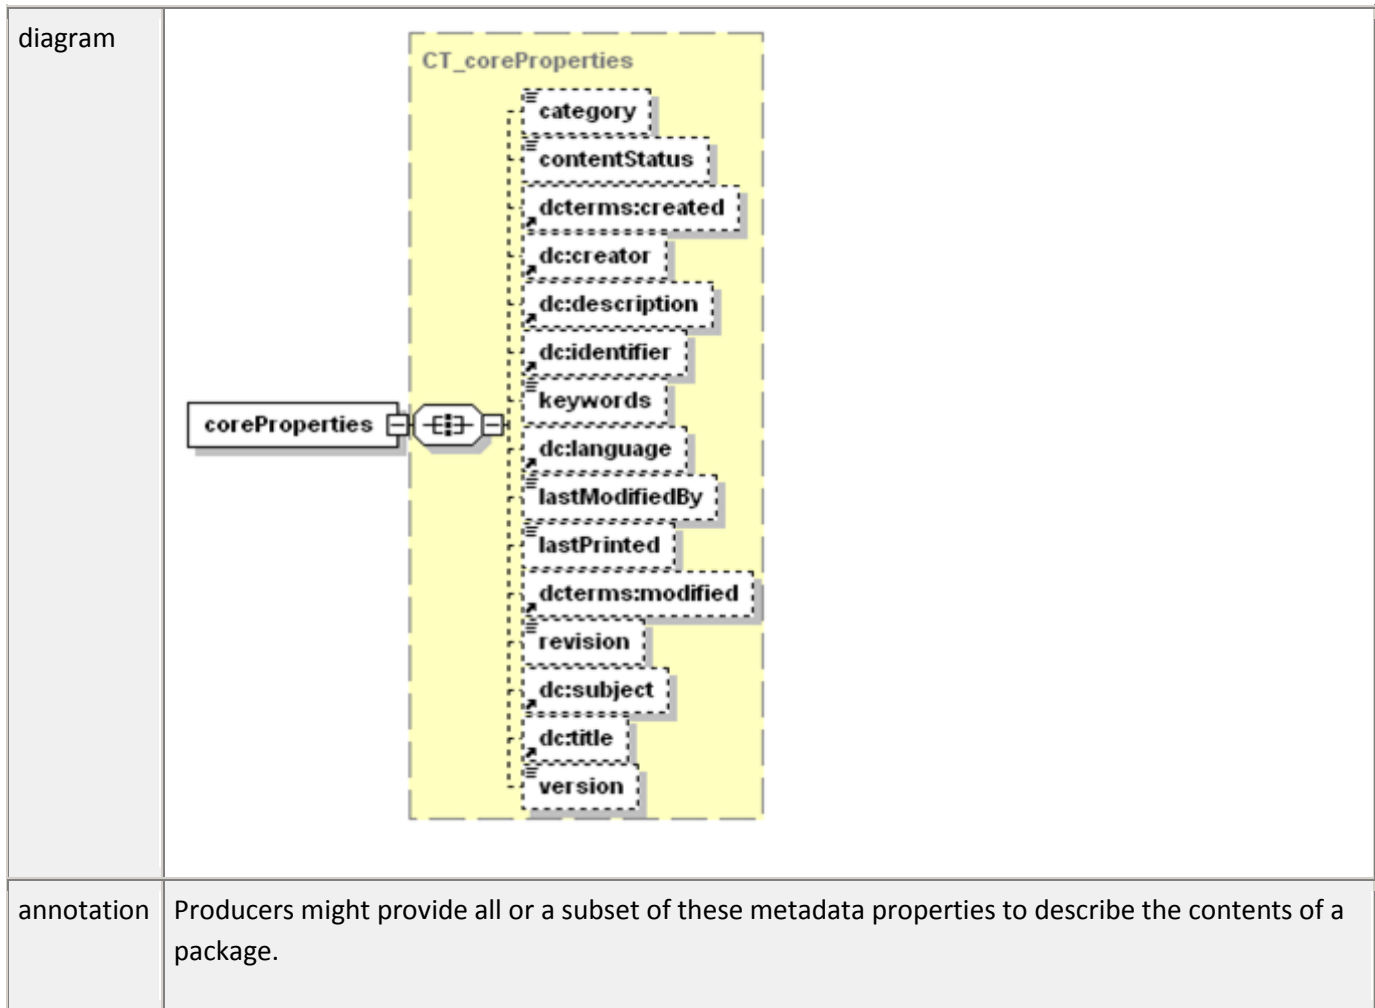 diagram
CT_coreProperties
category
contentStatus
dcterms:created
dc:creator
dc:description
dc:identifier
keywords
coreProperties
dc:language
lastModifiedBy
lastPrinted
dcterms:modified
revision
dc:subject
dc:title
version
annotation
Producers might provide all or a subset of these metadata properties to describe the contents of a
package.